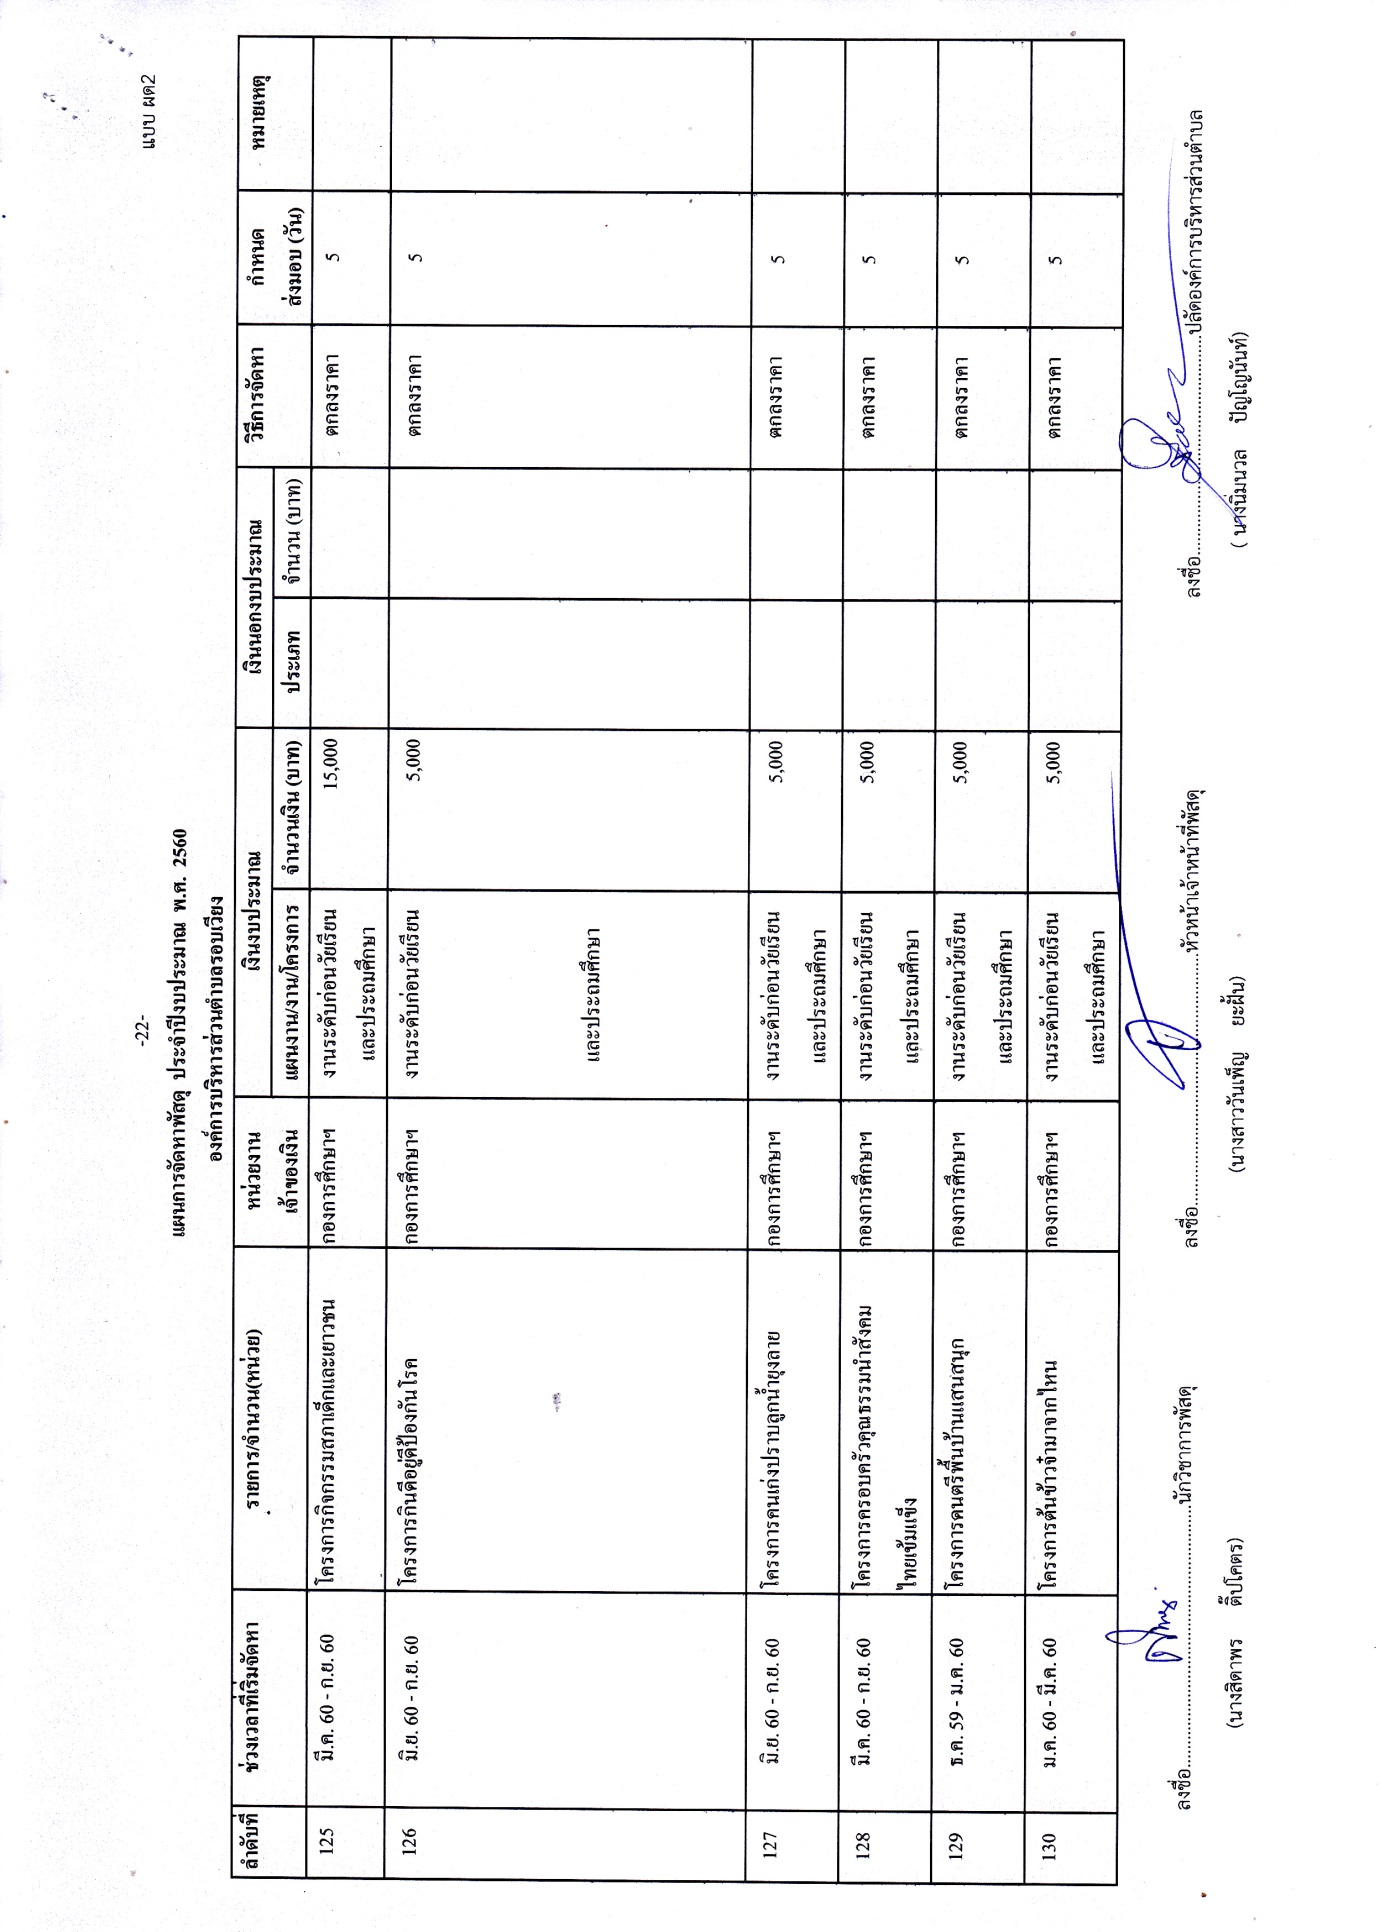 -22-
แบบ ผด2
แผนการจัดหาพัสดุ ประจำปีงบประมาณ พ.ศ. 2560
องค์การบริหารส่วนตำบลรอบเวียง
ลำดับที่ ช่วงเวลาที่เริ่มจัดหา รายการ/จำนวน(หน่วย) หน่วยงาน เงินงบประมาณ เงินนอกงบประมาณ วิธีการจัดหา กำหนด หมายเหตุ
เจ้าของเงิน แผนงาน/งาน/โครงการ จำนวนเงิน (บาท) ประเภท จำนวน (บาท) ส่งมอบ (วัน)
125 มี.ค. 60 - ก.ย. 60 โครงการกิจกรรมสภาเด็กและเยาวชน กองการศึกษาฯ งานระดับก่อนวัยเรียน 15,000 ตกลงราคา 5
และประถมศึกษา
126 มิ.ย. 60 - ก.ย. 60 โครงการกินดีอยู่ดีป้องกันโรค กองการศึกษาฯ งานระดับก่อนวัยเรียน 5,000 ตกลงราคา 5
และประถมศึกษา
127 มิ.ย. 60 - ก.ย. 60 โครงการคนเก่งปราบลูกน้ำยุงลาย กองการศึกษาฯ งานระดับก่อนวัยเรียน 5,000 ตกลงราคา 5
และประถมศึกษา
128 มี.ค. 60 - ก.ย. 60 โครงการครอบครัวคุณธรรมนำสังคม กองการศึกษาฯ งานระดับก่อนวัยเรียน 5,000 ตกลงราคา 5
ไทยเข้มแข็ง และประถมศึกษา
129 ธ.ค. 59 - ม.ค. 60 โครงการดนตรีพื้นบ้านแสนสนุก กองการศึกษาฯ งานระดับก่อนวัยเรียน 5,000 ตกลงราคา 5
และประถมศึกษา
130 ม.ค. 60 - มี.ค. 60 โครงการต้นข้าวจ๋ามาจากไหน กองการศึกษาฯ งานระดับก่อนวัยเรียน 5,000 ตกลงราคา 5
และประถมศึกษา
ลงชื่อ........................................นักวิชาการพัสดุ ลงชื่อ........................................หัวหน้าเจ้าหน้าที่พัสดุ ลงชื่อ........................................ปลัดองค์การบริหารส่วนตำบล
(นางสิดาพร ติ๊ปโคตร) (นางสาววันเพ็ญ ยะฝั้น) ( นางนิ่มนวล ปัญโญนันท์)